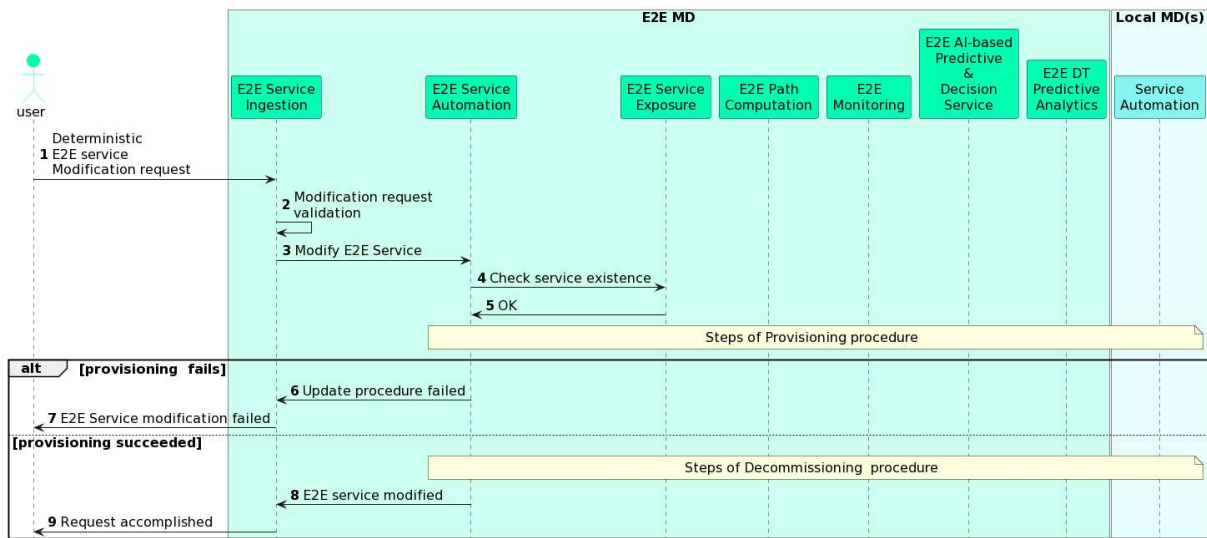 E2E MD
Local MD(s)
user
E2E Service
Ingestion
E2E Service
Automation
E2E Service
Exposure
E2E Path
Computation
E2E
Monitoring
E2E AI-based
Predictive
&
Decision
Service
E2E DT
Predictive
Analytics
Service
Automation
Deterministic
1 E2E service
Modification request
2 Modification request
validation
3 Modify E2E Service
4 Check service existence
5 OK
Steps of Provisioning procedure
alt [provisioning fails]
6 Update procedure failed
7 E2E Service modification failed
[provisioning succeeded]
Steps of Decommissioning procedure
8 E2E service modified
9 Request accomplished